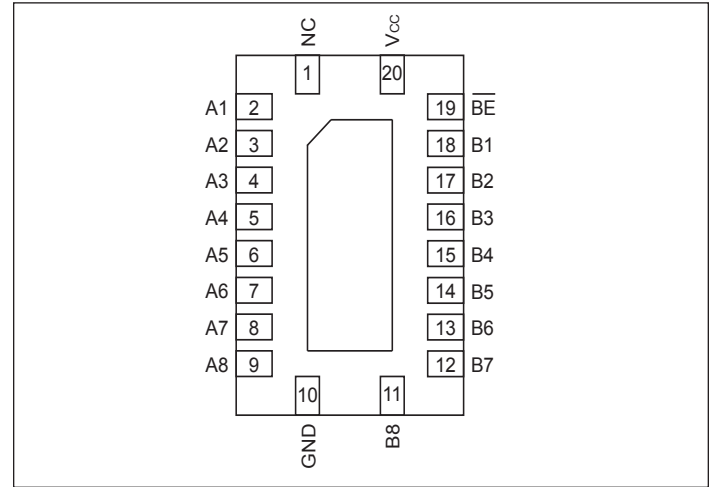 NC Vcc
1 20
A1 2 19 BE
A2 3 18 B1
A3 4 17 B2
A4 5 16 B3
A5 6 15 B4
A6 7 14 B5
A7 8 13 B6
A8 9 12 B7
10 11
GND B8